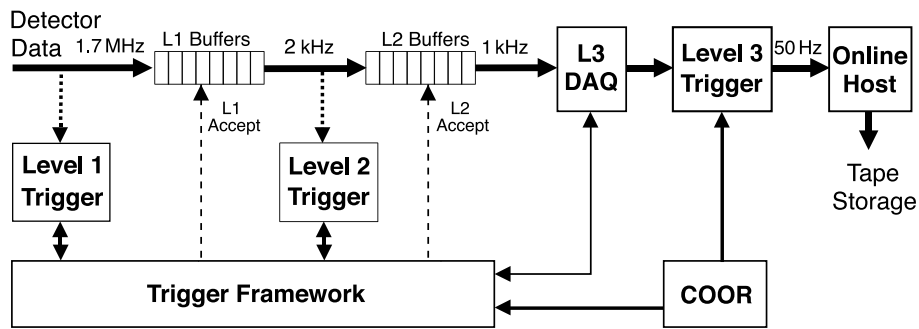 Detector
Data
1.7 MHz
L1 Buffers
2 kHz
L2 Buffers
1 kHz
L3
DAQ
Level 3
Trigger
50 Hz
Online
Host
L1
Accept
L2
Accept
Level 1
Trigger
Level 2
Trigger
Tape
Storage
Trigger Framework
COOR